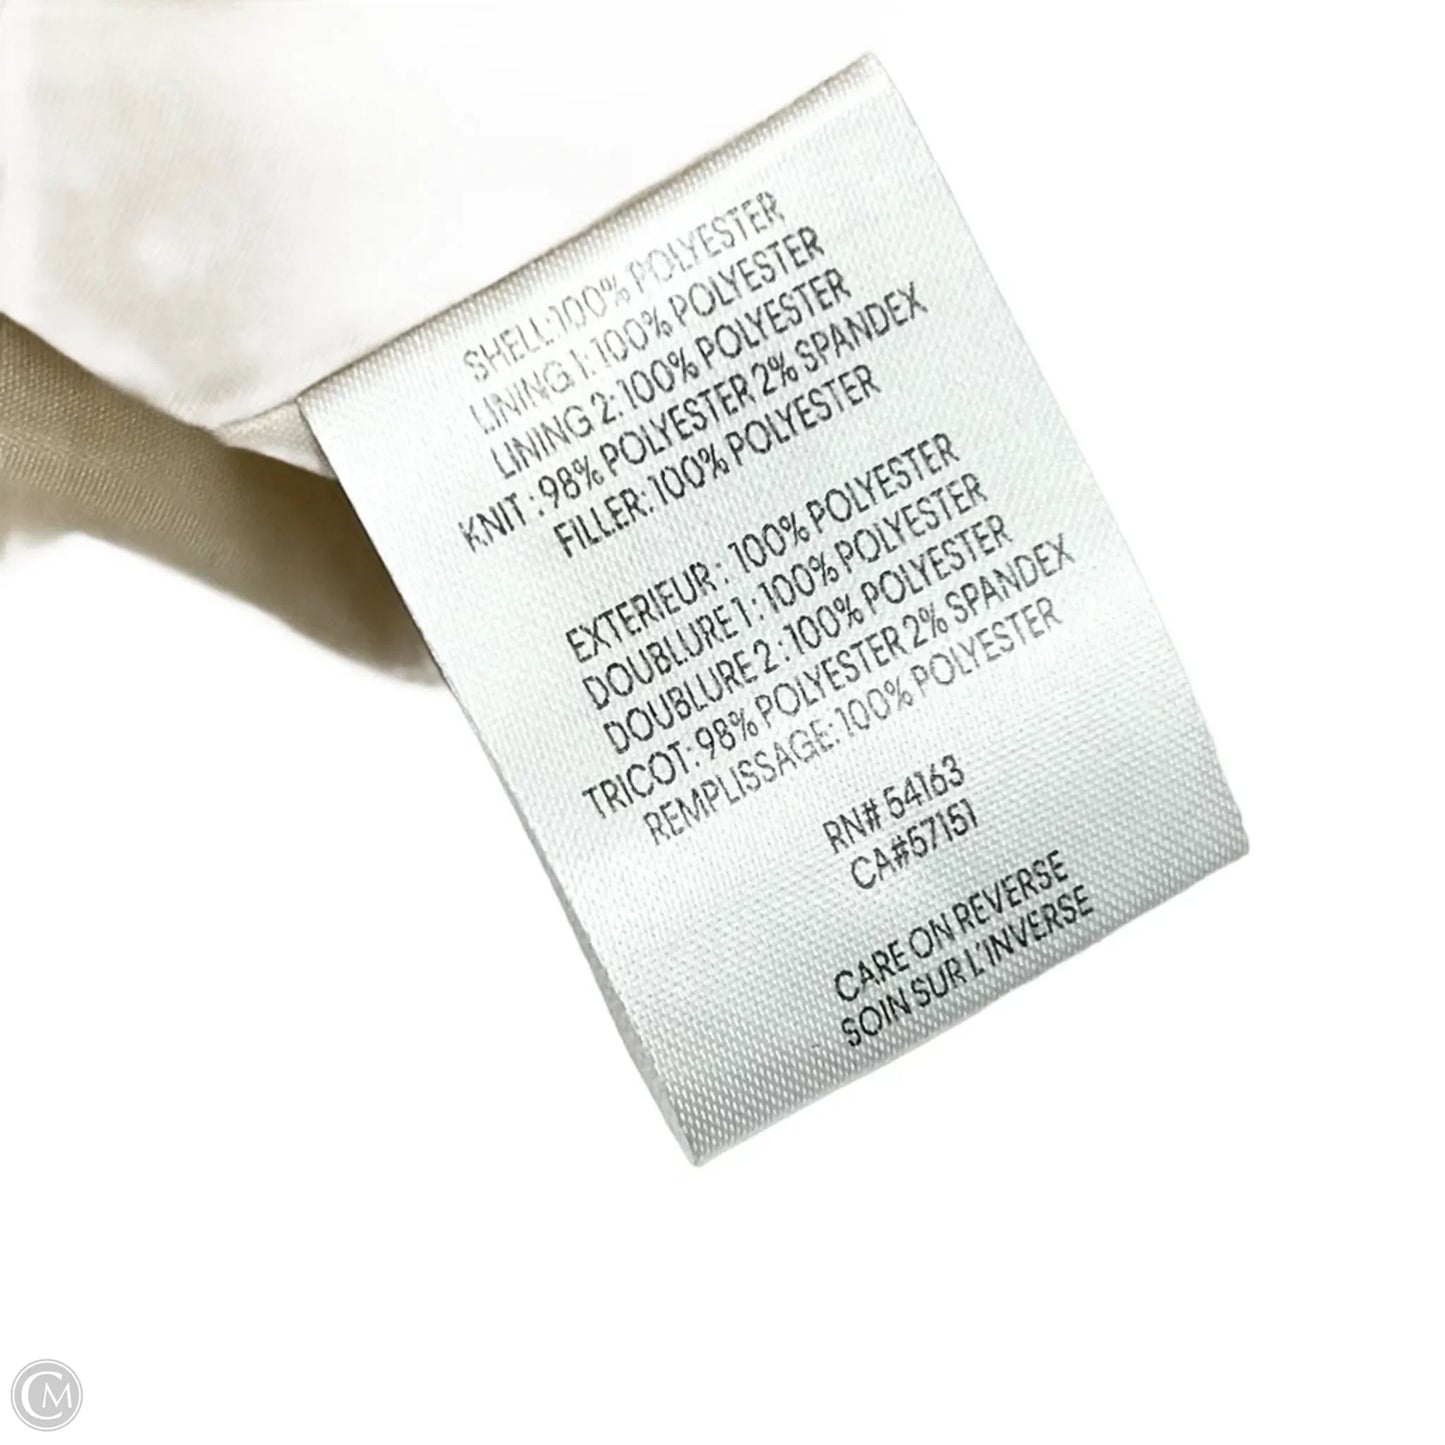 SHELL:100% POLYESTER
LINING 1:100% POLYESTER
LINING 2:100% POLYESTER
KNIT :98% POLYESTER 2% SPANDEX
FILLER:100% POLYESTER
EXTERIEUR : 100% POLYESTER
DOUBLURE 1 :100% POLYESTER
DOUBLURE 2 :100% POLYESTER
TRICOT:98% POLYESTER 2% SPANDEX
REMPLISSAGE:100% POLYESTER
RN# 54163
CA#57151
CARE ON REVERSE
SOIN SUR L'INVERSE
CM